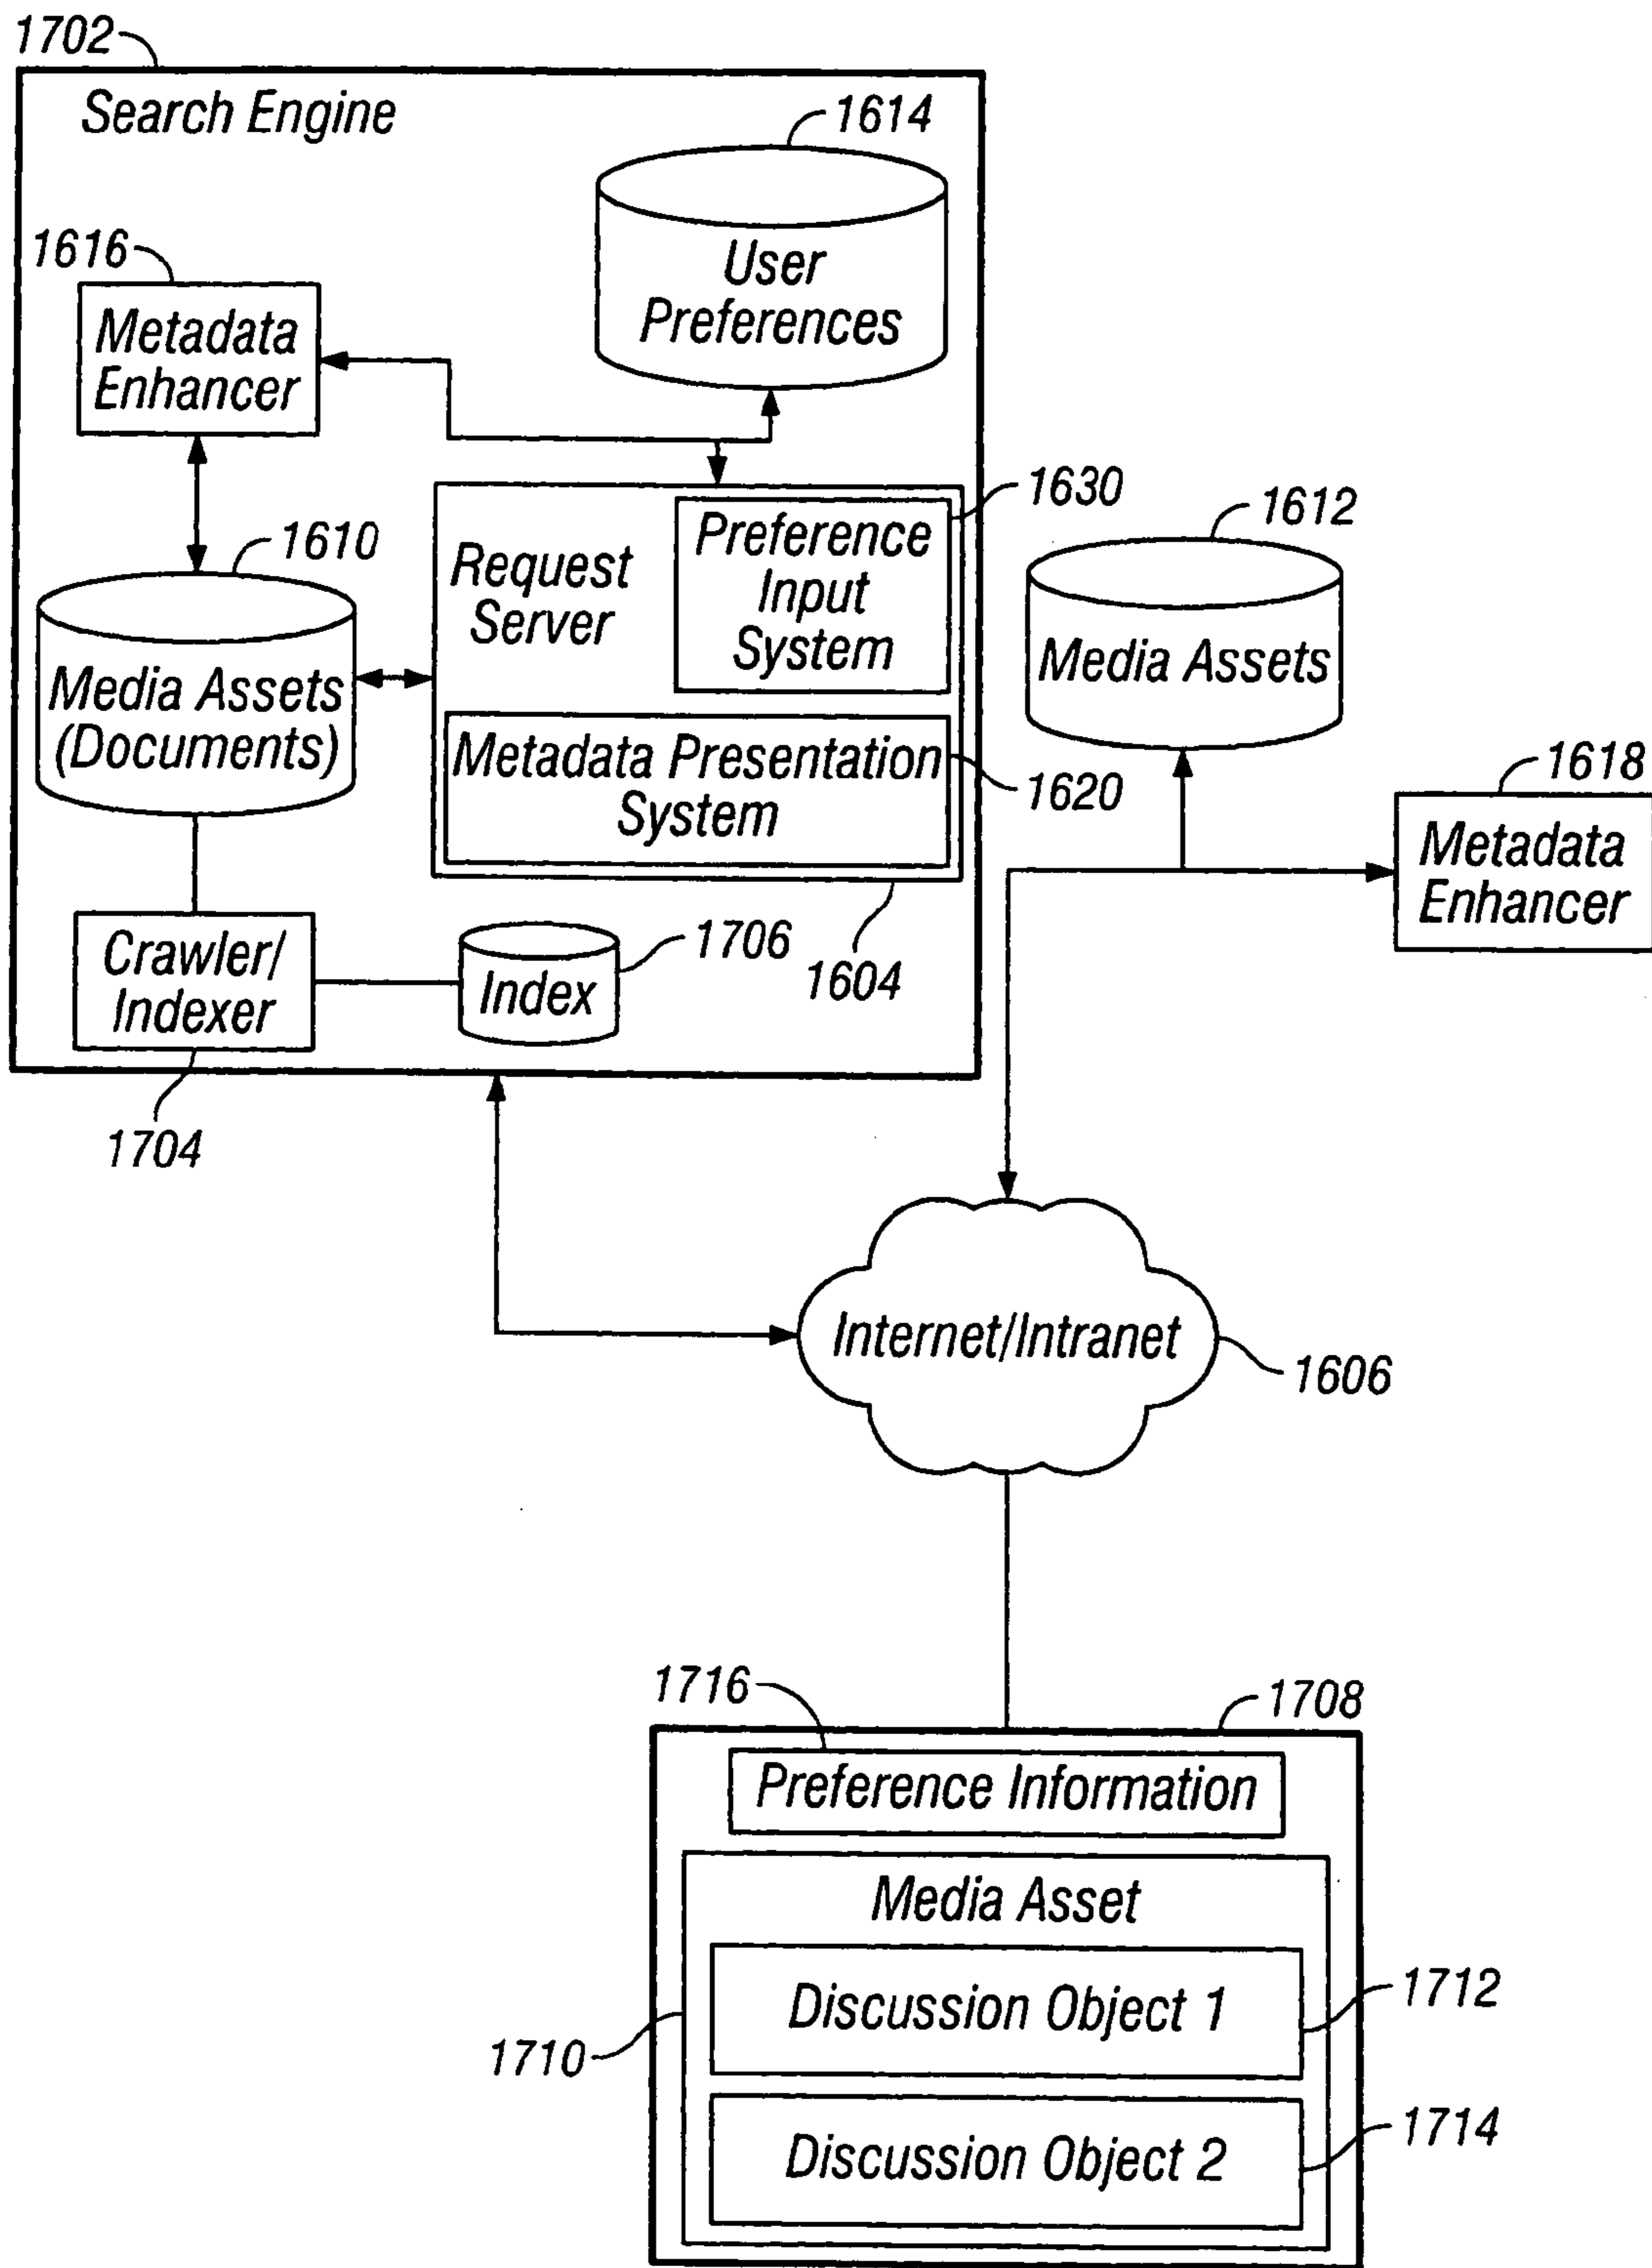 1702
Search Engine
1614
User
Preferences
1616
Metadata
Enhancer
1630
Preference
Input
System
Request
Server
1610
Media Assets
(Documents)
Metadata Presentation
System
1620
1612
Media Assets
1618
Metadata
Enhancer
Crawler/
Indexer
1704
Index
1706
1604
Internet/Intranet
1606
1716
1708
Preference Information
Media Asset
1710
Discussion Object 1
1712
Discussion Object 2
1714